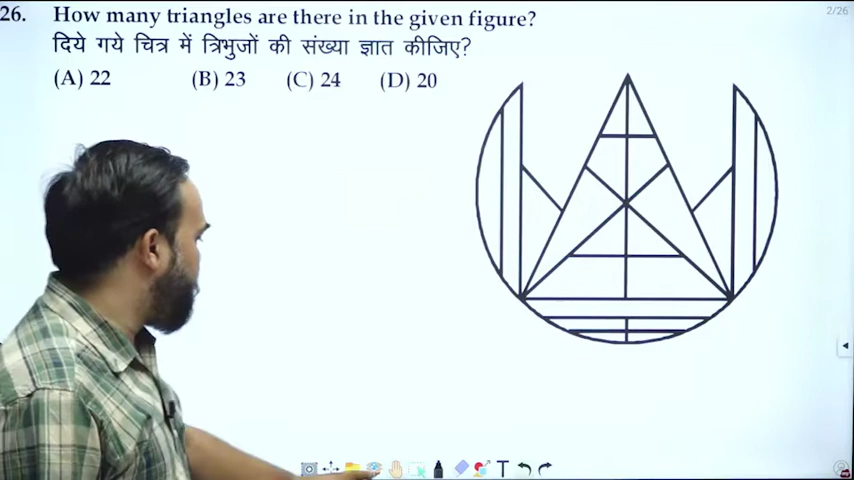 26. How many triangles are there in the given figure?
दिये गये चित्र में त्रिभुजों की संख्या ज्ञात कीजिए?
(A) 22 (B) 23 (C) 24 (D) 20
2/26
T